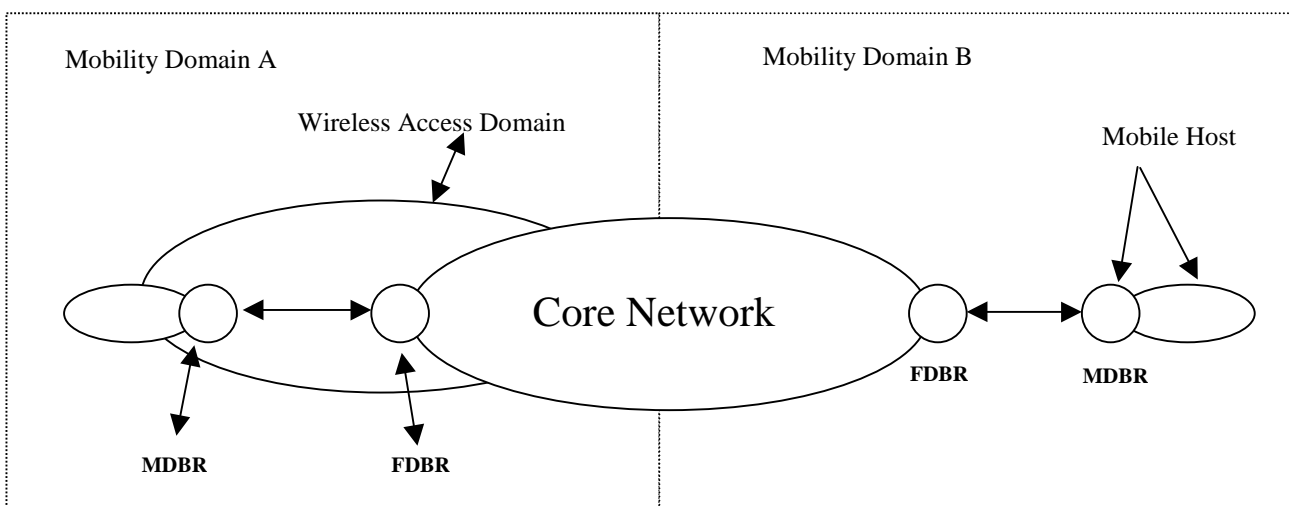 Mobility Domain A
Mobility Domain B
Wireless Access Domain
Mobile Host
Core Network
FDBR
MDBR
MDBR
FDBR